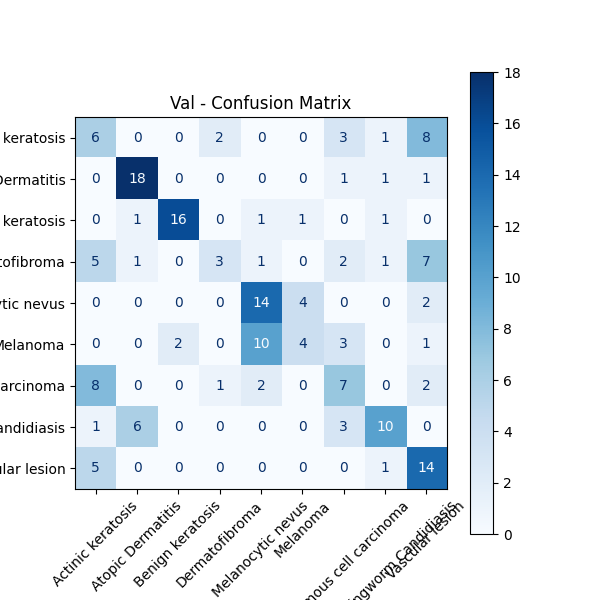 Val - Confusion Matrix
keratosis 6 0 0 2 0 0 3 1 8
Dermatitis 0 18 0 0 0 0 1 1 1
keratosis 0 1 16 0 1 1 0 1 0
tofibroma 5 1 0 3 1 0 2 1 7
ytic nevus 0 0 0 0 14 4 0 0 2
Melanoma 0 0 2 0 10 4 3 0 1
arcinoma 8 0 0 1 2 0 7 0 2
andidiasis 1 6 0 0 0 0 3 10 0
ular lesion 5 0 0 0 0 0 0 1 14
Actinic keratosis
Atopic Dermatitis
Benign keratosis
Dermatofibroma
Melanocytic nevus
Melanoma
mous cell carcinoma
ingworm Candidiasis
Vascular lesion
18
16
14
12
10
8
6
4
2
0